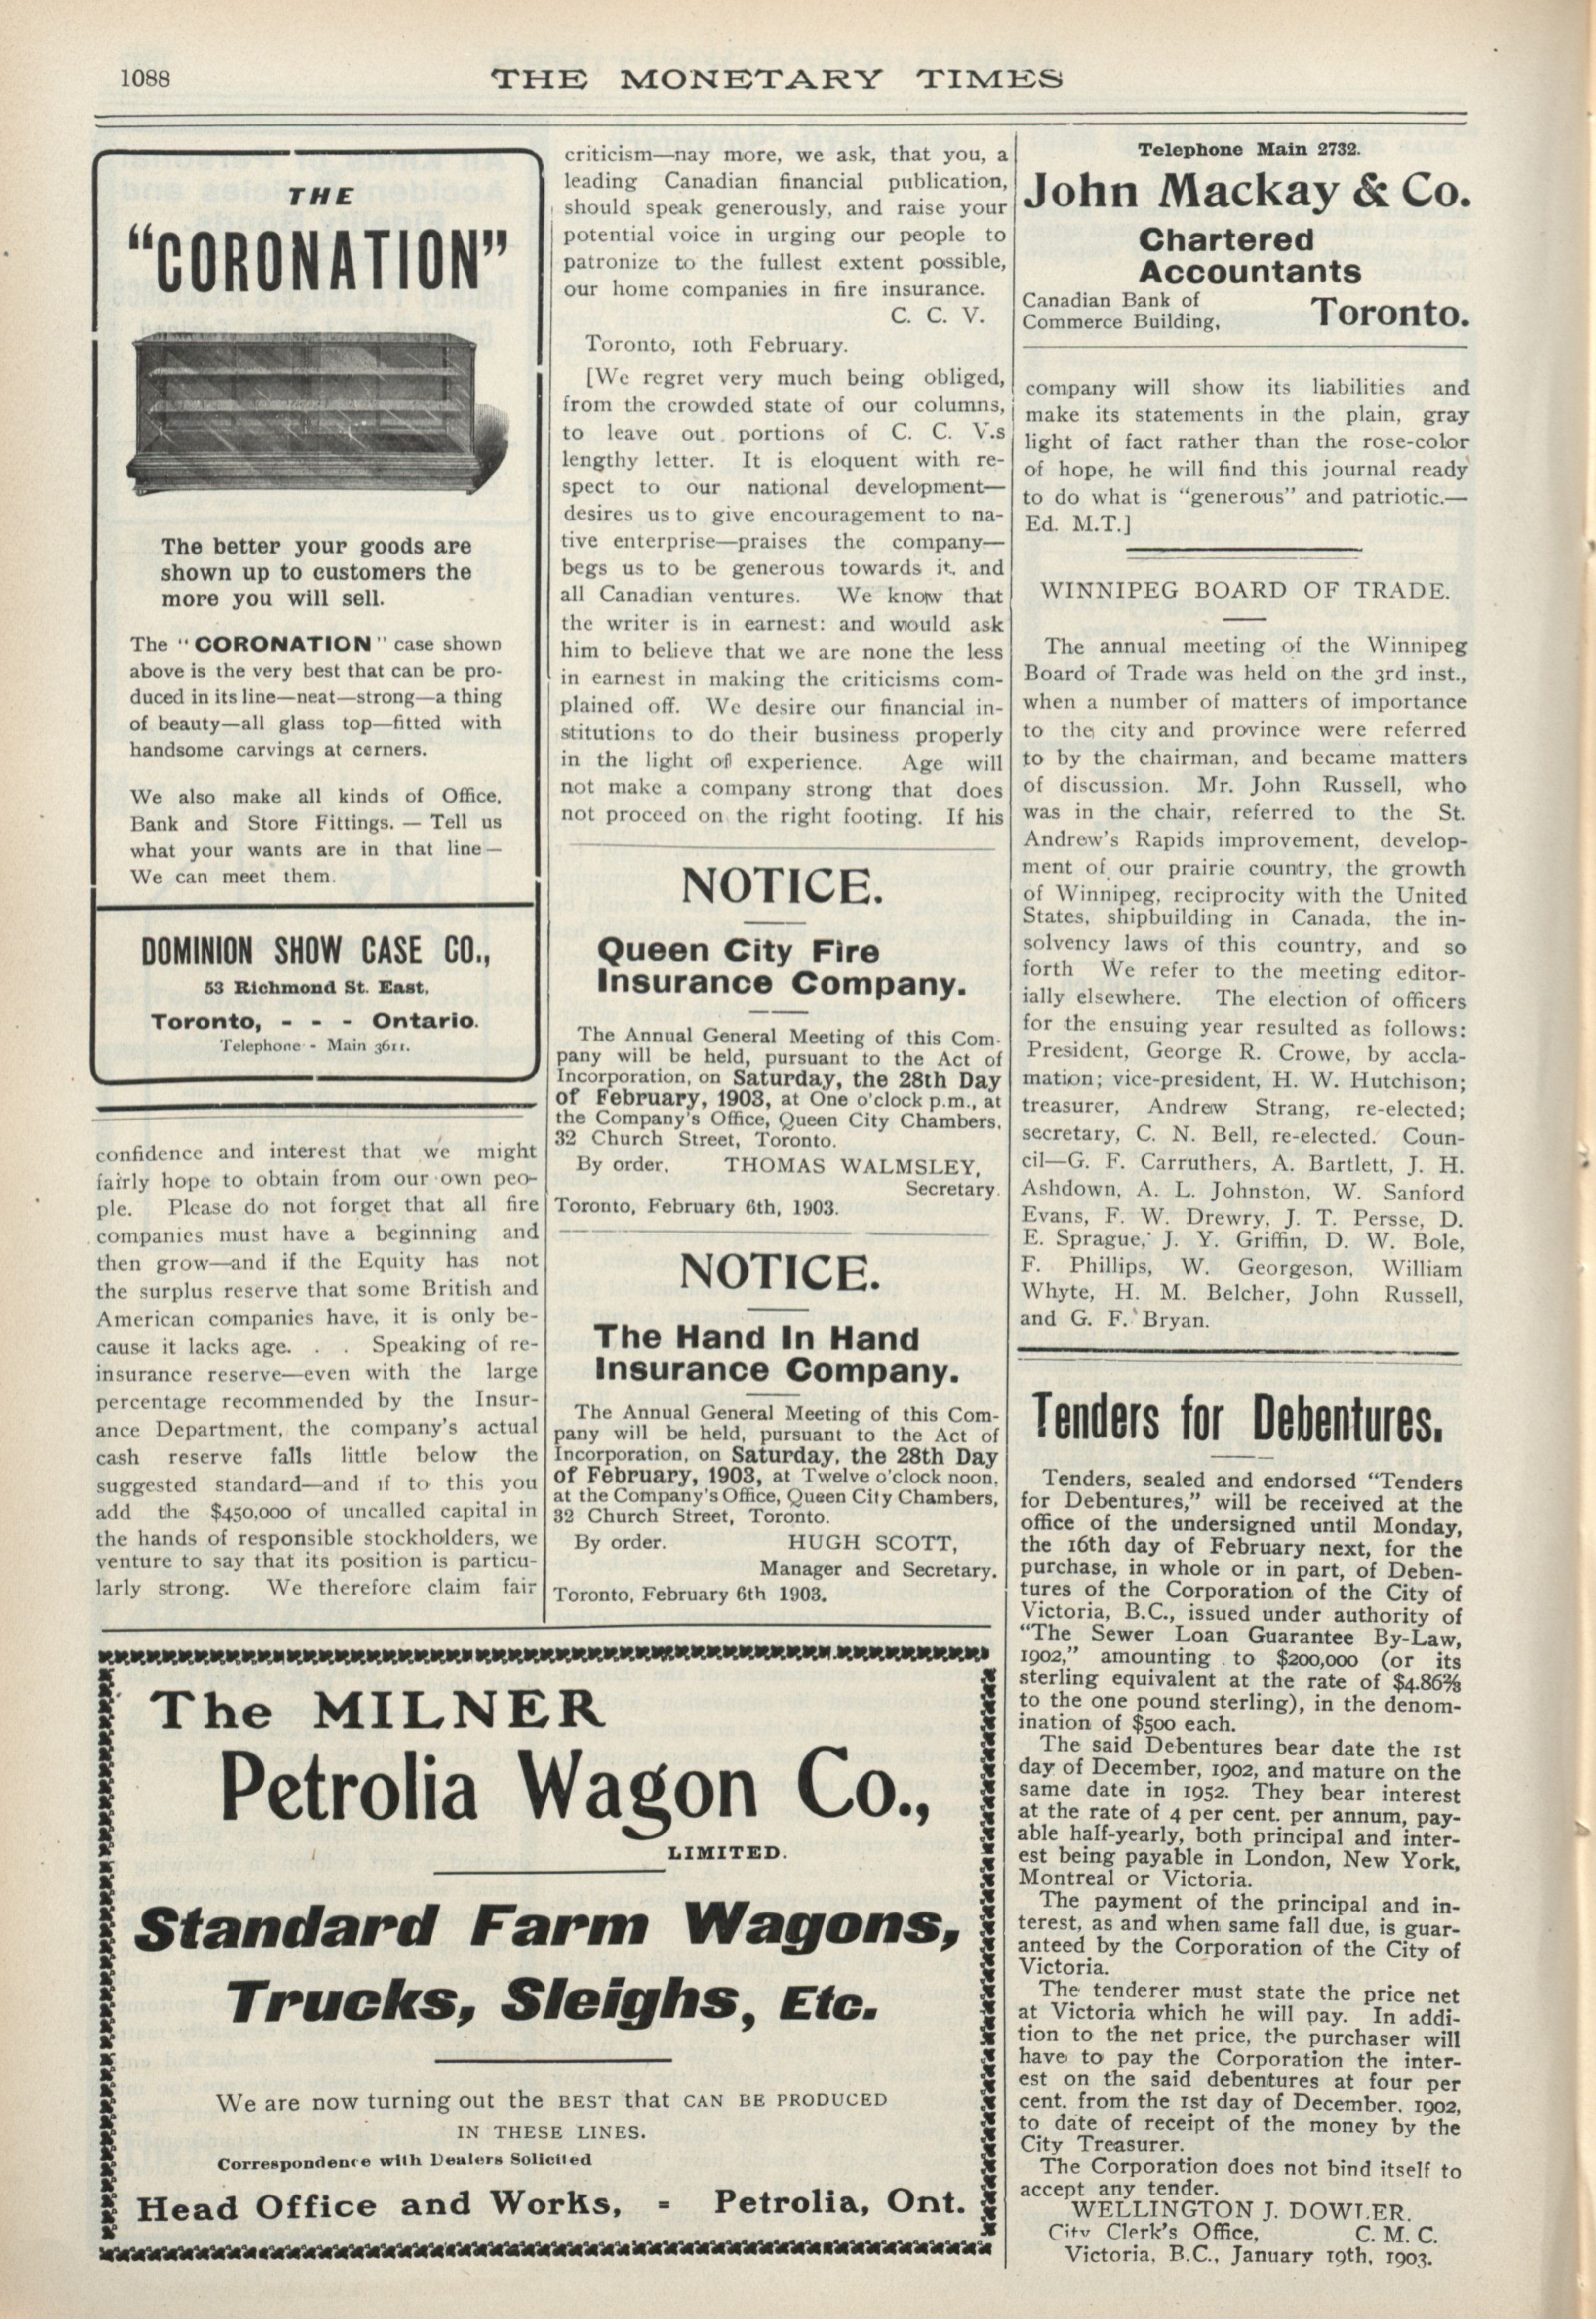 1088
THE MONETARY TIMES
THE
"CORONATION"
The better your goods are
shown up to customers the
more you will sell.
The "CORONATION" case shown
above is the very best that can be pro-
duced in its line—neat—strong—a thing
of beauty—all glass top—fitted with
handsome carvings at corners.
We also make all kinds of Office,
Bank and Store Fittings. — Tell us
what your wants are in that line—
We can meet them.
DOMINION SHOW CASE CO.,
53 Richmond St. East,
Toronto, - - - Ontario.
Telephone - Main 3611.
confidence and interest that we might
fairly hope to obtain from our own peo-
ple. Please do not forget that all fire
companies must have a beginning and
then grow—and if the Equity has not
the surplus reserve that some British and
American companies have, it is only be-
cause it lacks age. . . Speaking of re-
insurance reserve—even with the large
percentage recommended by the Insur-
ance Department, the company's actual
cash reserve falls little below the
suggested standard—and if to this you
add the $450,000 of uncalled capital in
the hands of responsible stockholders, we
venture to say that its position is particu-
larly strong. We therefore claim fair
criticism—nay more, we ask, that you, a
leading Canadian financial publication,
should speak generously, and raise your
potential voice in urging our people to
patronize to the fullest extent possible,
our home companies in fire insurance.
C. C. V.
Toronto, 10th February.
[We regret very much being obliged,
from the crowded state of our columns,
to leave out portions of C. C. V.s
lengthy letter. It is eloquent with re-
spect to our national development—
desires us to give encouragement to na-
tive enterprise—praises the company—
begs us to be generous towards it, and
all Canadian ventures. We know that
the writer is in earnest: and would ask
him to believe that we are none the less
in earnest in making the criticisms com-
plained off. We desire our financial in-
stitutions to do their business properly
in the light of experience. Age will
not make a company strong that does
not proceed on the right footing. If his
NOTICE.
Queen City Fire
Insurance Company.
The Annual General Meeting of this Com-
pany will be held, pursuant to the Act of
Incorporation, on Saturday, the 28th Day
of February, 1903, at One o'clock p.m., at
the Company's Office, Queen City Chambers,
32 Church Street, Toronto.
By order, THOMAS WALMSLEY,
Secretary.
Toronto, February 6th, 1903.
NOTICE.
The Hand In Hand
Insurance Company.
The Annual General Meeting of this Com-
pany will be held, pursuant to the Act of
Incorporation, on Saturday, the 28th Day
of February, 1903, at Twelve o'clock noon,
at the Company's Office, Queen City Chambers,
32 Church Street, Toronto.
By order. HUGH SCOTT,
Manager and Secretary.
Toronto, February 6th 1903.
The MILNER
Petrolia Wagon Co.,
LIMITED.
Standard Farm Wagons,
Trucks, Sleighs, Etc.
We are now turning out the BEST that CAN BE PRODUCED
IN THESE LINES.
Correspondence with Dealers Solicited
Head Office and Works, - Petrolia, Ont.
Telephone Main 2732.
John Mackay & Co.
Chartered
Accountants
Canadian Bank of
Commerce Building, Toronto.
company will show its liabilities and
make its statements in the plain, gray
light of fact rather than the rose-color
of hope, he will find this journal ready
to do what is "generous" and patriotic.—
Ed. M.T.]
WINNIPEG BOARD OF TRADE.
The annual meeting of the Winnipeg
Board of Trade was held on the 3rd inst.,
when a number of matters of importance
to the city and province were referred
to by the chairman, and became matters
of discussion. Mr. John Russell, who
was in the chair, referred to the St.
Andrew's Rapids improvement, develop-
ment of our prairie country, the growth
of Winnipeg, reciprocity with the United
States, shipbuilding in Canada, the in-
solvency laws of this country, and so
forth We refer to the meeting editor-
ially elsewhere. The election of officers
for the ensuing year resulted as follows:
President, George R. Crowe, by accla-
mation; vice-president, H. W. Hutchison;
treasurer, Andrew Strang, re-elected;
secretary, C. N. Bell, re-elected. Coun-
cil—G. F. Carruthers, A. Bartlett, J. H.
Ashdown, A. L. Johnston, W. Sanford
Evans, F. W. Drewry, J. T. Persse, D.
E. Sprague, J. Y. Griffin, D. W. Bole,
F. Phillips, W. Georgeson, William
Whyte, H. M. Belcher, John Russell,
and G. F. Bryan.
Tenders for Debentures.
Tenders, sealed and endorsed "Tenders
for Debentures," will be received at the
office of the undersigned until Monday,
the 16th day of February next, for the
purchase, in whole or in part, of Deben-
tures of the Corporation of the City of
Victoria, B.C., issued under authority of
"The Sewer Loan Guarantee By-Law,
1902," amounting to $200,000 (or its
sterling equivalent at the rate of $4.86⅔
to the one pound sterling), in the denom-
ination of $500 each.
The said Debentures bear date the 1st
day of December, 1902, and mature on the
same date in 1952. They bear interest
at the rate of 4 per cent. per annum, pay-
able half-yearly, both principal and inter-
est being payable in London, New York,
Montreal or Victoria.
The payment of the principal and in-
terest, as and when same fall due, is guar-
anteed by the Corporation of the City of
Victoria.
The tenderer must state the price net
at Victoria which he will pay. In addi-
tion to the net price, the purchaser will
have to pay the Corporation the inter-
est on the said debentures at four per
cent. from the 1st day of December, 1902,
to date of receipt of the money by the
City Treasurer.
The Corporation does not bind itself to
accept any tender.
WELLINGTON J. DOWLER.
City Clerk's Office, C. M. C.
Victoria, B.C., January 19th, 1903.